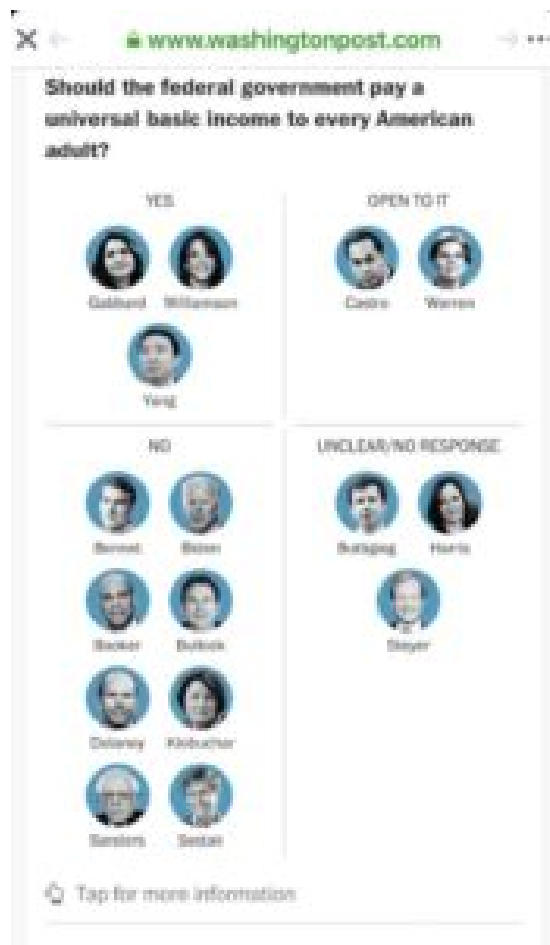 www.washingtonpost.com
Should the federal government pay a
universal basic income to every American
adult?
YES
Gabbard Williamson
Yang
OPEN TO IT
Castro Warren
NO
Bennet Biden
Booker Bullock
Delaney Klobuchar
Sanders Sestak
UNCLEAR/NO RESPONSE
Buttigieg Harris
Steyer
Tap for more information